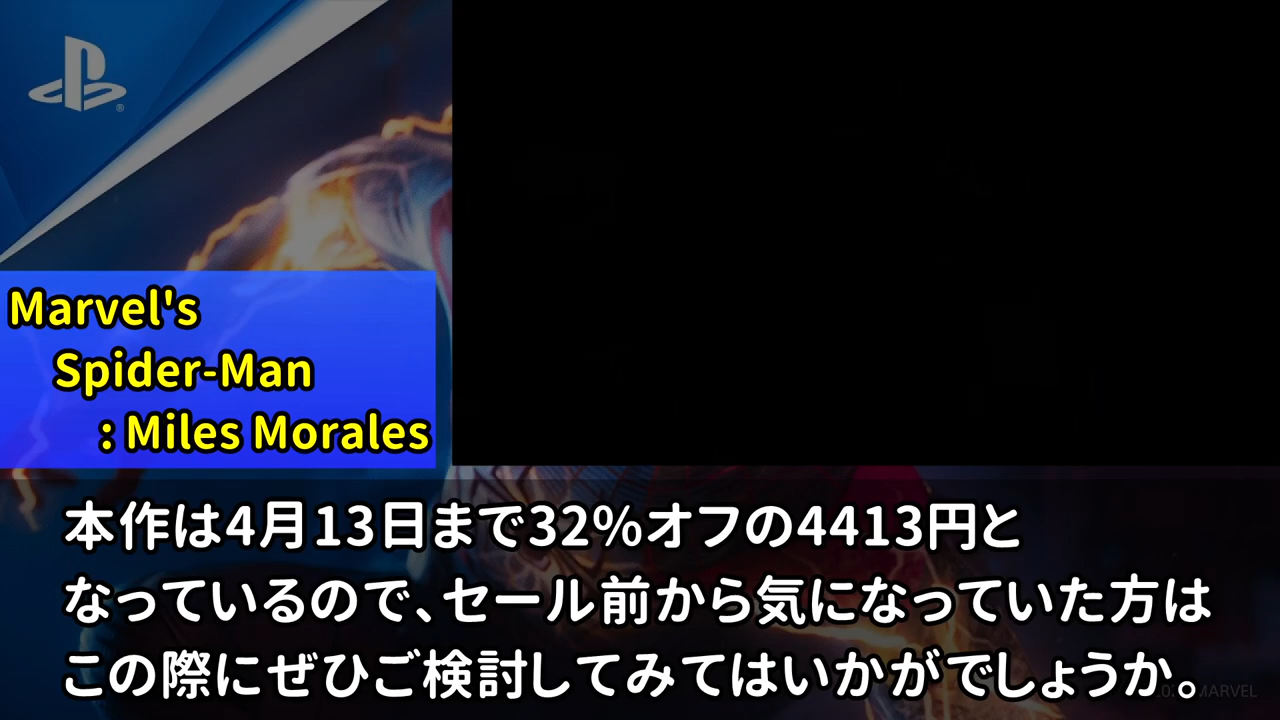 Marvel's
Spider-Man
: Miles Morales
本作は4月13日まで32%オフの4413円と
なっているので、セール前から気になっていた方は
この際にぜひご検討してみてはいかがでしょうか。
MARVEL